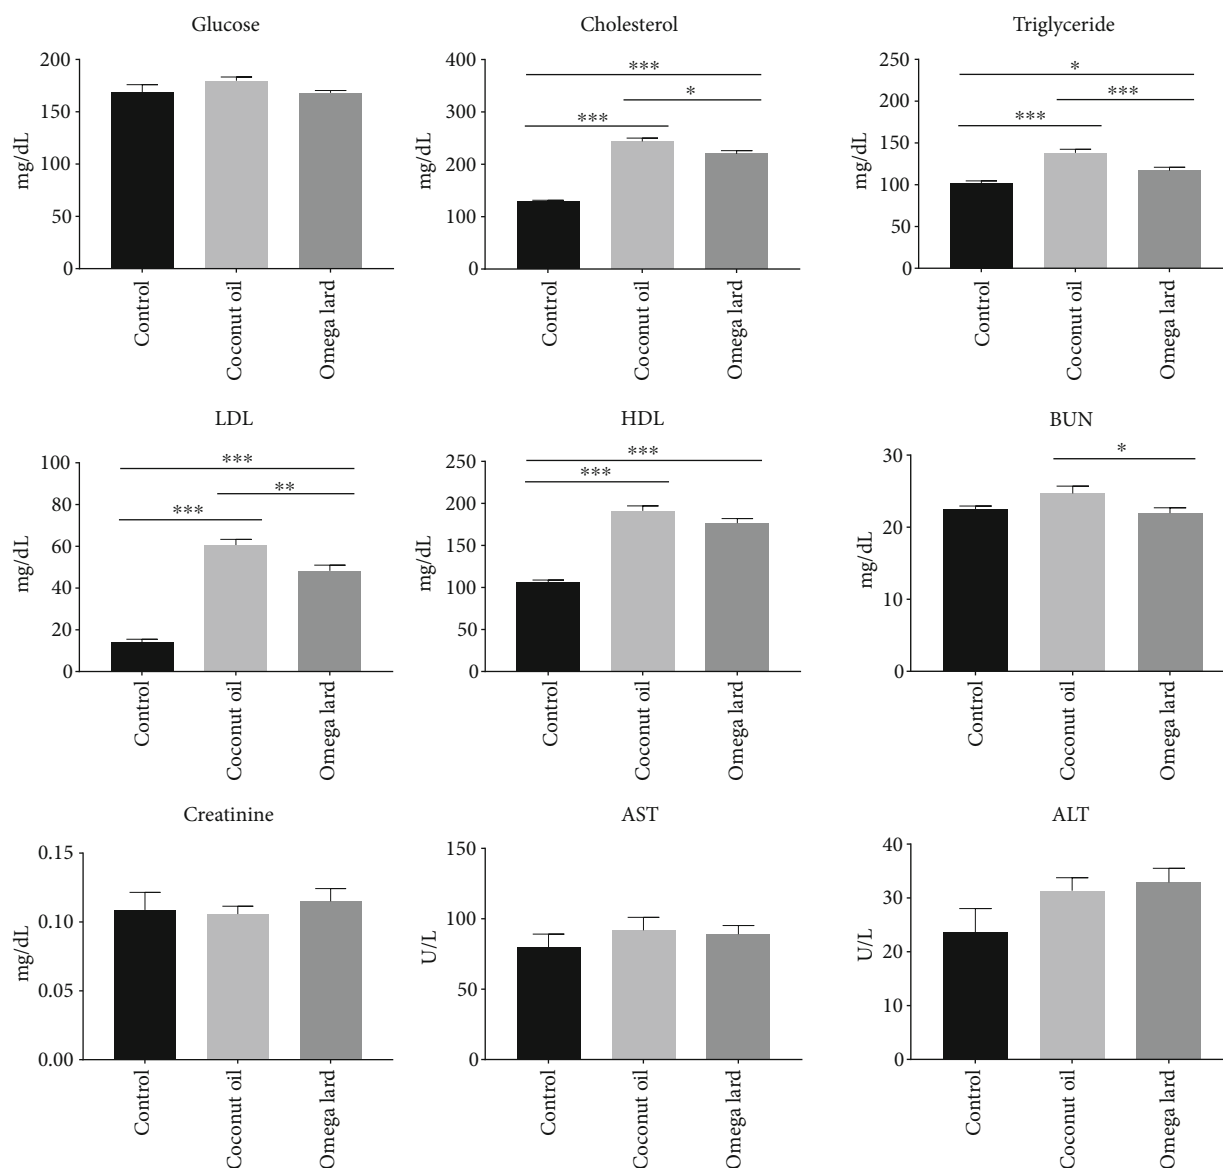 Glucose
200
150
100
50
0
mg/dL
Control
Coconut oil
Omega lard
Cholesterol
400
300
200
100
0
mg/dL
***
*
***
Control
Coconut oil
Omega lard
Triglyceride
250
200
150
100
50
0
mg/dL
*
***
***
Control
Coconut oil
Omega lard
LDL
100
80
60
40
20
0
mg/dL
***
**
***
Control
Coconut oil
Omega lard
HDL
250
200
150
100
50
0
mg/dL
***
***
Control
Coconut oil
Omega lard
BUN
30
20
10
0
mg/dL
*
Control
Coconut oil
Omega lard
Creatinine
0.15
0.10
0.05
0.00
mg/dL
Control
Coconut oil
Omega lard
AST
150
100
50
0
U/L
Control
Coconut oil
Omega lard
ALT
40
30
20
10
0
U/L
Control
Coconut oil
Omega lard